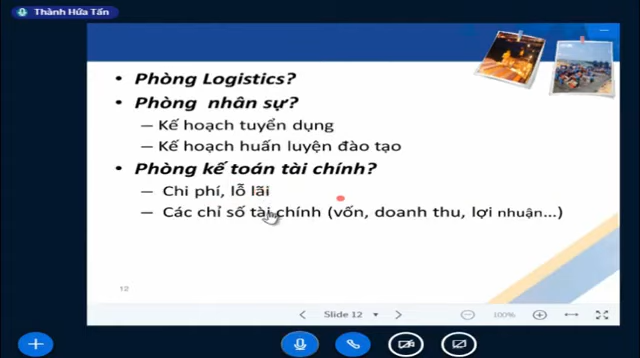 Thành Hứa Tấn
• Phòng Logistics?
• Phòng nhân sự?
– Kế hoạch tuyển dụng
– Kế hoạch huấn luyện đào tạo
• Phòng kế toán tài chính?
– Chi phí, lỗ lãi
– Các chỉ số tài chính (vốn, doanh thu, lợi nhuận...)
12
Slide 12
100%